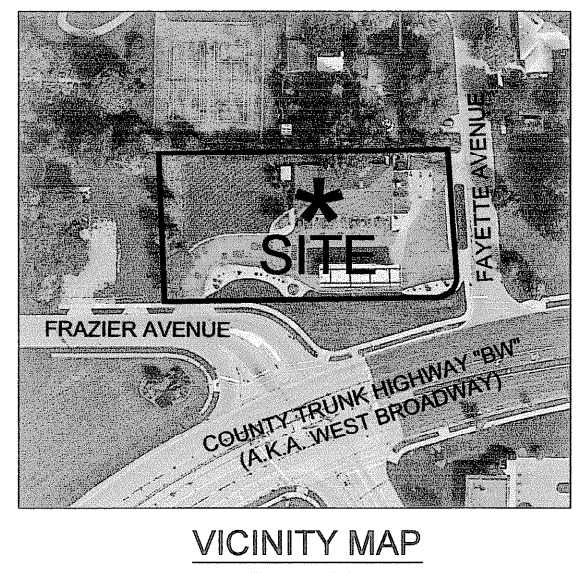 *
SITE
FAYETTE AVENUE
FRAZIER AVENUE
COUNTY TRUNK HIGHWAY "BW"
(A.K.A. WEST BROADWAY)
VICINITY MAP